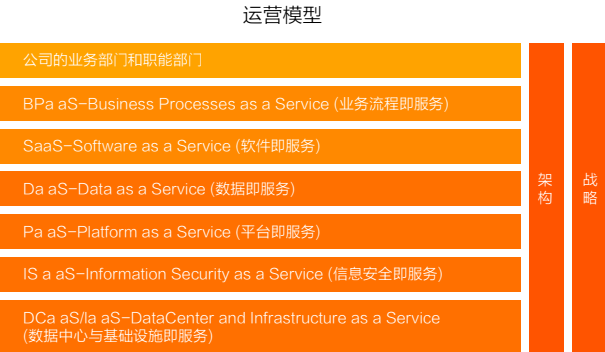 运营模型
公司的业务部门和职能部门
BPa aS-Business Processes as a Service (业务流程即服务)
SaaS-Software as a Service (软件即服务)
Da aS-Data as a Service (数据即服务)
Pa aS-Platform as a Service (平台即服务)
IS a aS-Information Security as a Service (信息安全即服务)
DCa aS/Ia aS-DataCenter and Infrastructure as a Service
(数据中心与基础设施即服务)
架构
战略